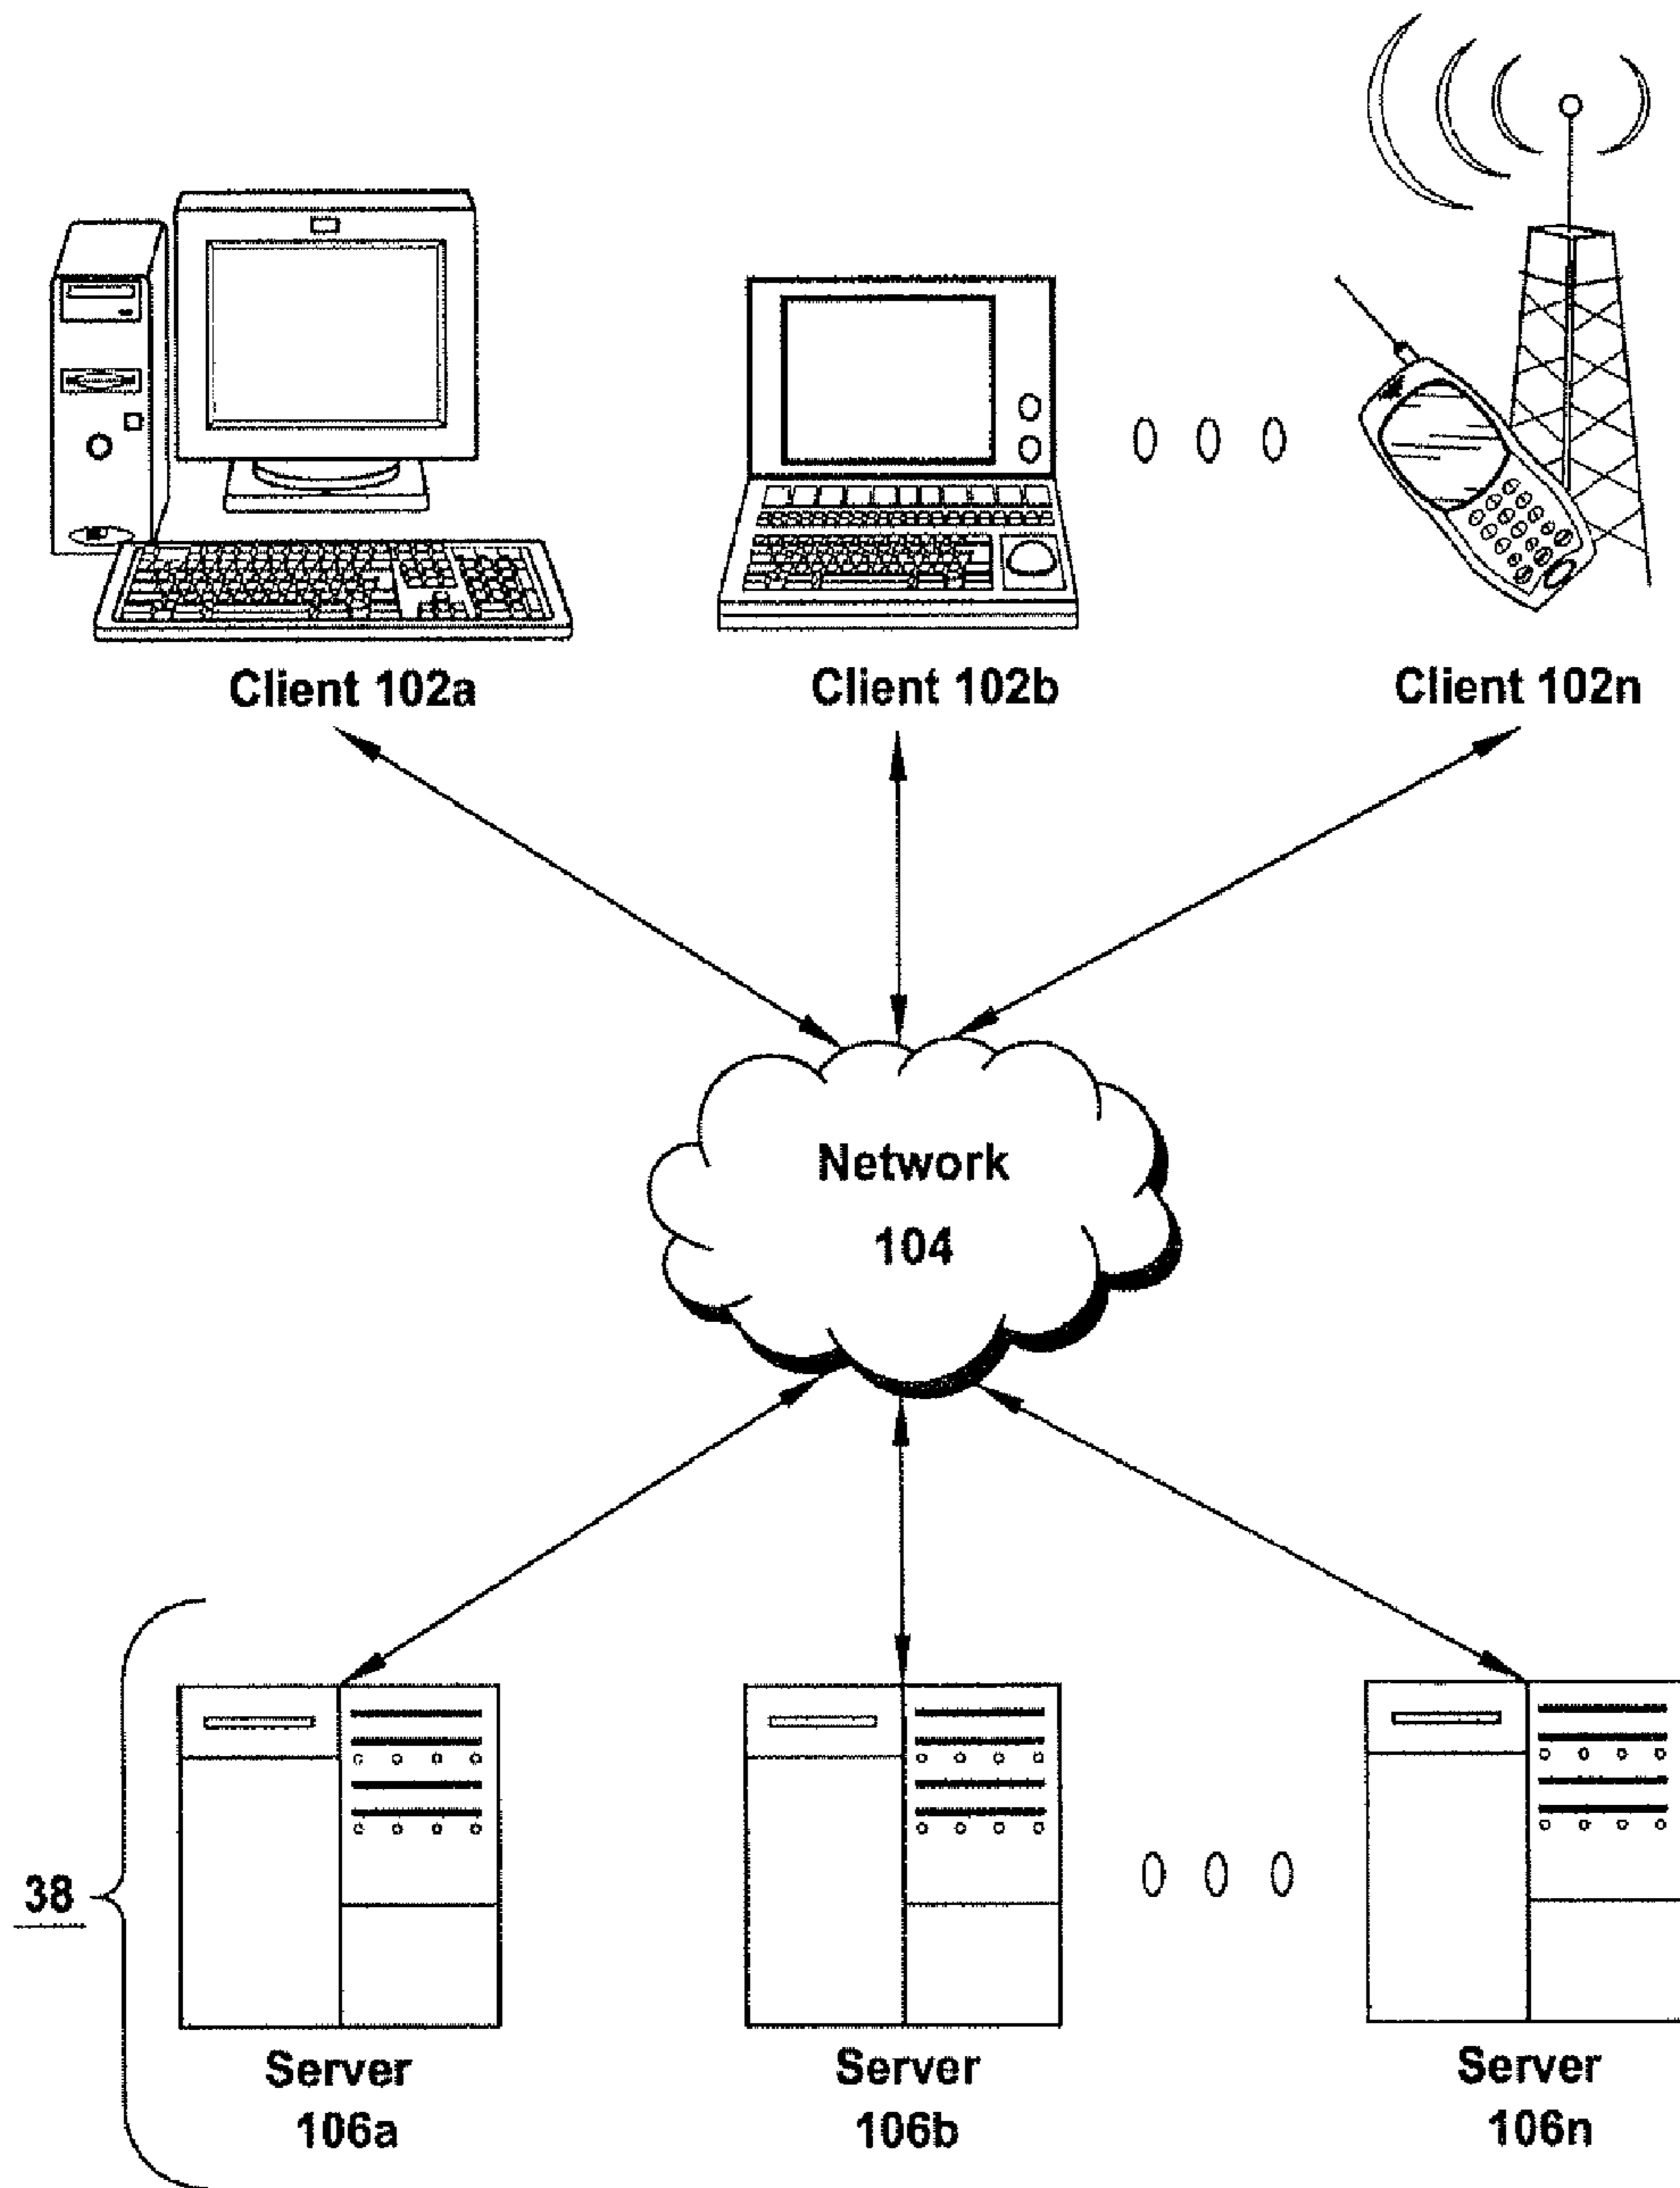 Client 102a
Client 102b
Client 102n
Network
104
38
Server
106a
Server
106b
Server
106n